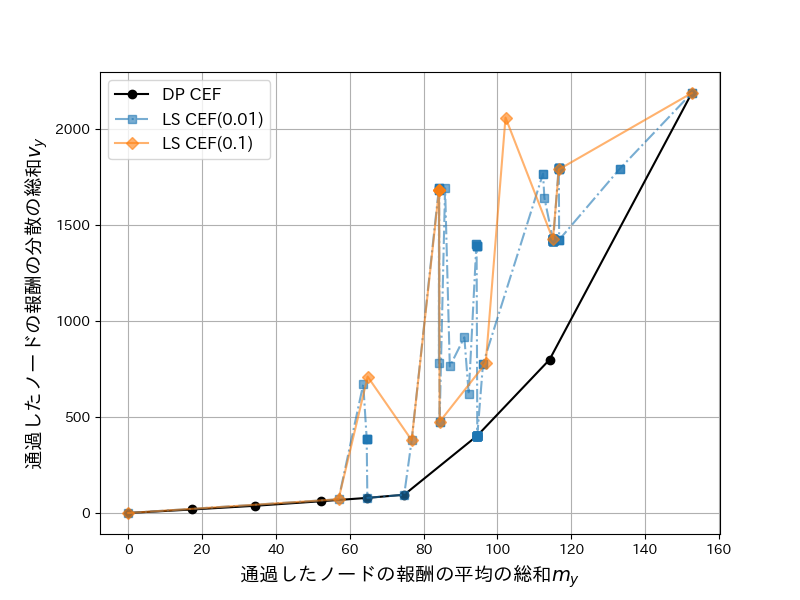 DP CEF
LS CEF(0.01)
LS CEF(0.1)
2000
1500
1000
500
0
0 20 40 60 80 100 120 140 160
通過したノードの報酬の分散の総和v_y
通過したノードの報酬の平均の総和m_y